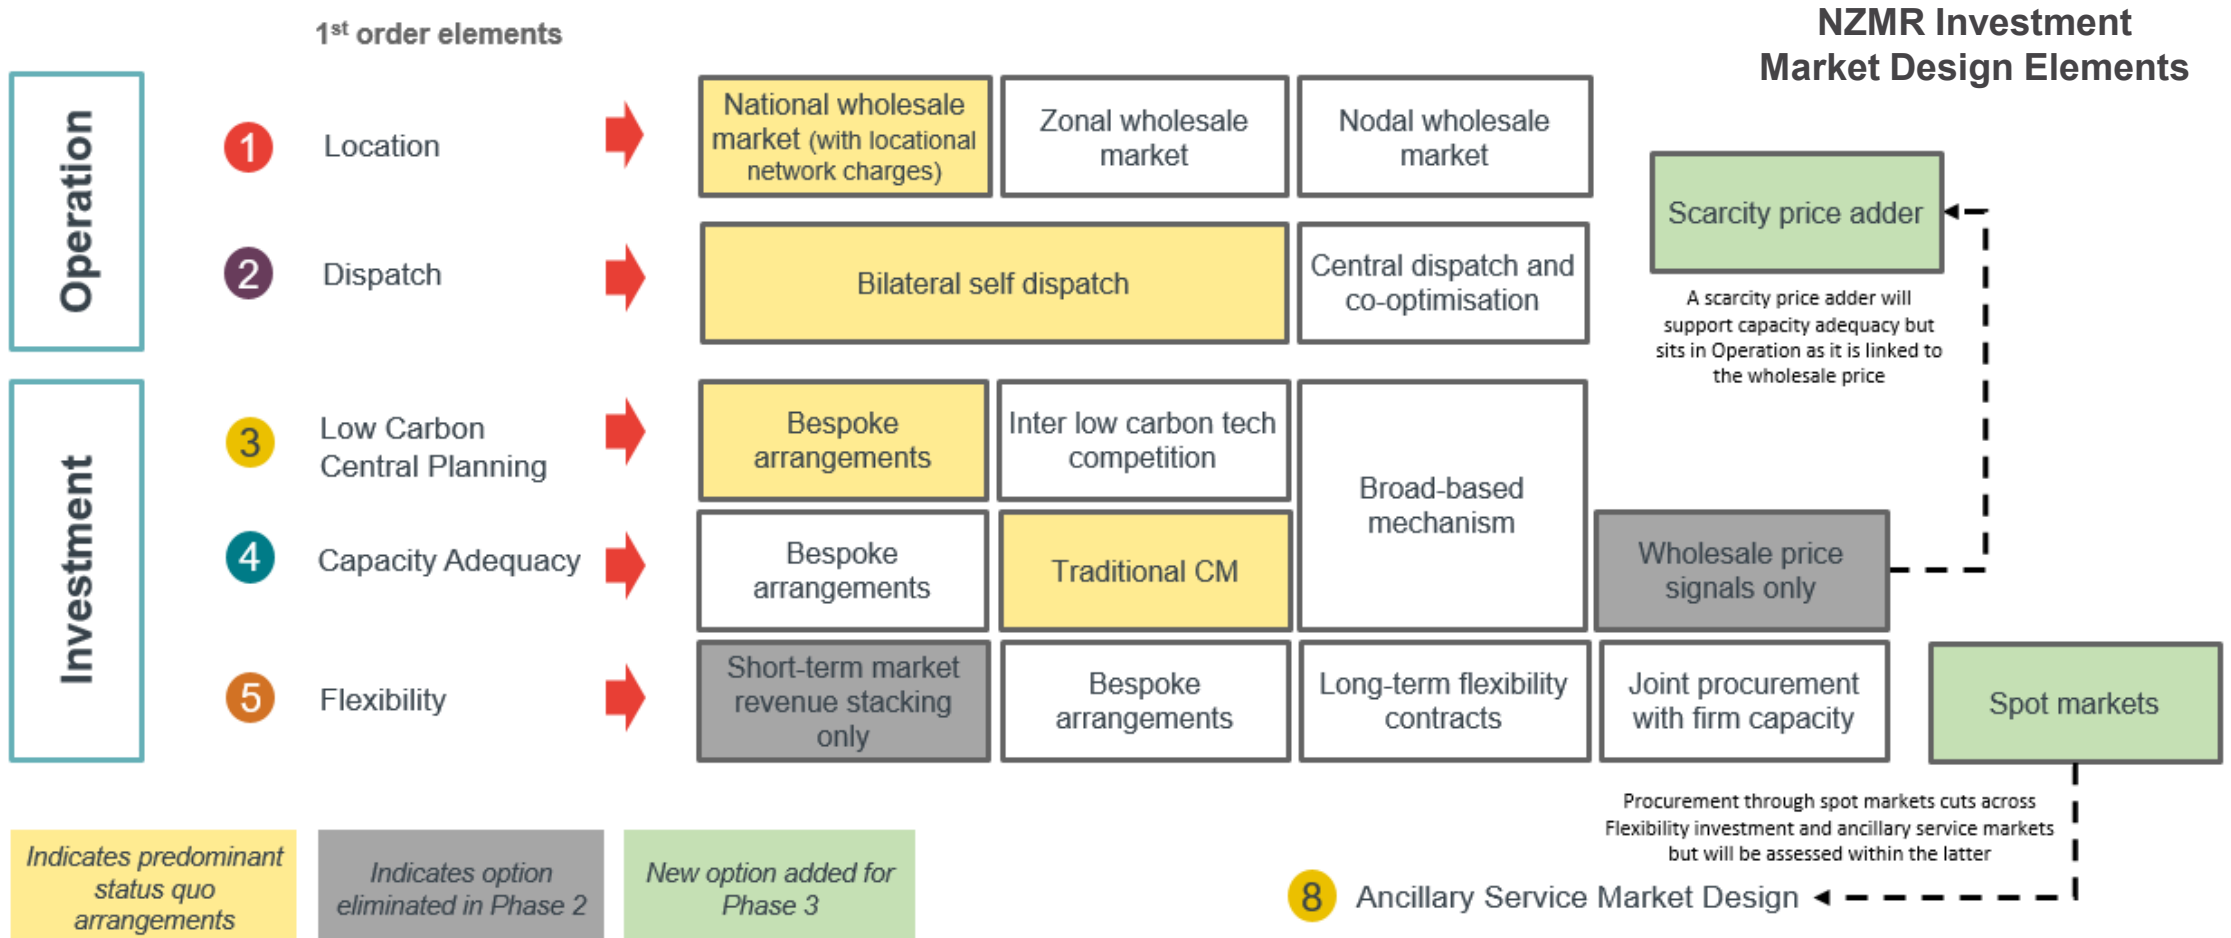 NZMR Investment
Market Design Elements
1st order elements
Operation
1
Location
National wholesale
market (with locational
network charges)
Zonal wholesale
market
Nodal wholesale
market
Scarcity price adder
A scarcity price adder will
support capacity adequacy but
sits in Operation as it is linked to
the wholesale price
2
Dispatch
Bilateral self dispatch
Central dispatch and
co-optimisation
Investment
3
Low Carbon
Central Planning
Bespoke
arrangements
Inter low carbon tech
competition
Broad-based
mechanism
4
Capacity Adequacy
Bespoke
arrangements
Traditional CM
Wholesale price
signals only
5
Flexibility
Short-term market
revenue stacking
only
Bespoke
arrangements
Long-term flexibility
contracts
Joint procurement
with firm capacity
Spot markets
Procurement through spot markets cuts across
Flexibility investment and ancillary service markets
but will be assessed within the latter
8
Ancillary Service Market Design
Indicates predominant
status quo
arrangements
Indicates option
eliminated in Phase 2
New option added for
Phase 3